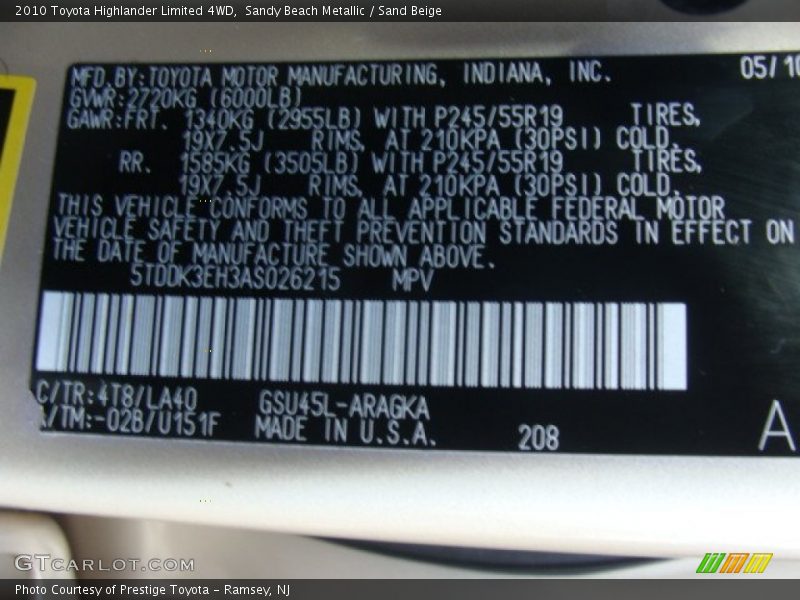 2010 Toyota Highlander Limited 4WD,  Sandy Beach Metallic / Sand Beige
MFD. BY: TOYOTA MOTOR MANUFACTURING, INDIANA, INC. 05/10
GVWR: 2720KG (6000LB)
GAWR: FRT. 1340KG (2955LB) WITH P245/55R19 TIRES,
19X7.5J RIMS, AT 210KPA (30PSI) COLD.
RR. 1585KG (3505LB) WITH P245/55R19 TIRES,
19X7.5J RIMS, AT 210KPA (30PSI) COLD.
THIS VEHICLE CONFORMS TO ALL APPLICABLE FEDERAL MOTOR
VEHICLE SAFETY AND THEFT PREVENTION STANDARDS IN EFFECT ON
THE DATE OF MANUFACTURE SHOWN ABOVE.
5TDDK3EH3AS026215 MPV
C/TR: 4T8/LA40 GSU45L-ARAGKA
A/TM:-02B/U151F MADE IN U.S.A. 208 A
GTCARLOT.COM
Photo Courtesy of Prestige Toyota - Ramsey, NJ